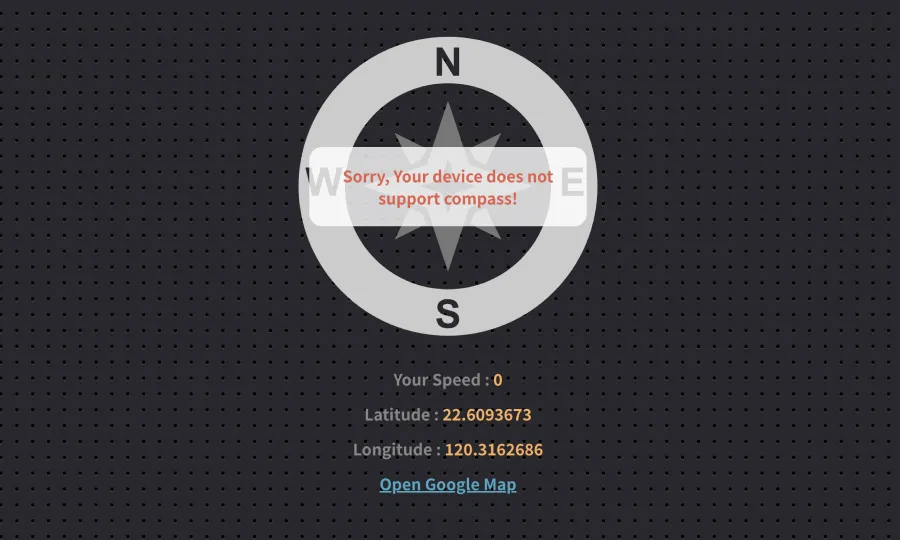 N
W
E
Sorry, Your device does not
support compass!
S
Your Speed : 0
Latitude : 22.6093673
Longitude : 120.3162686
Open Google Map